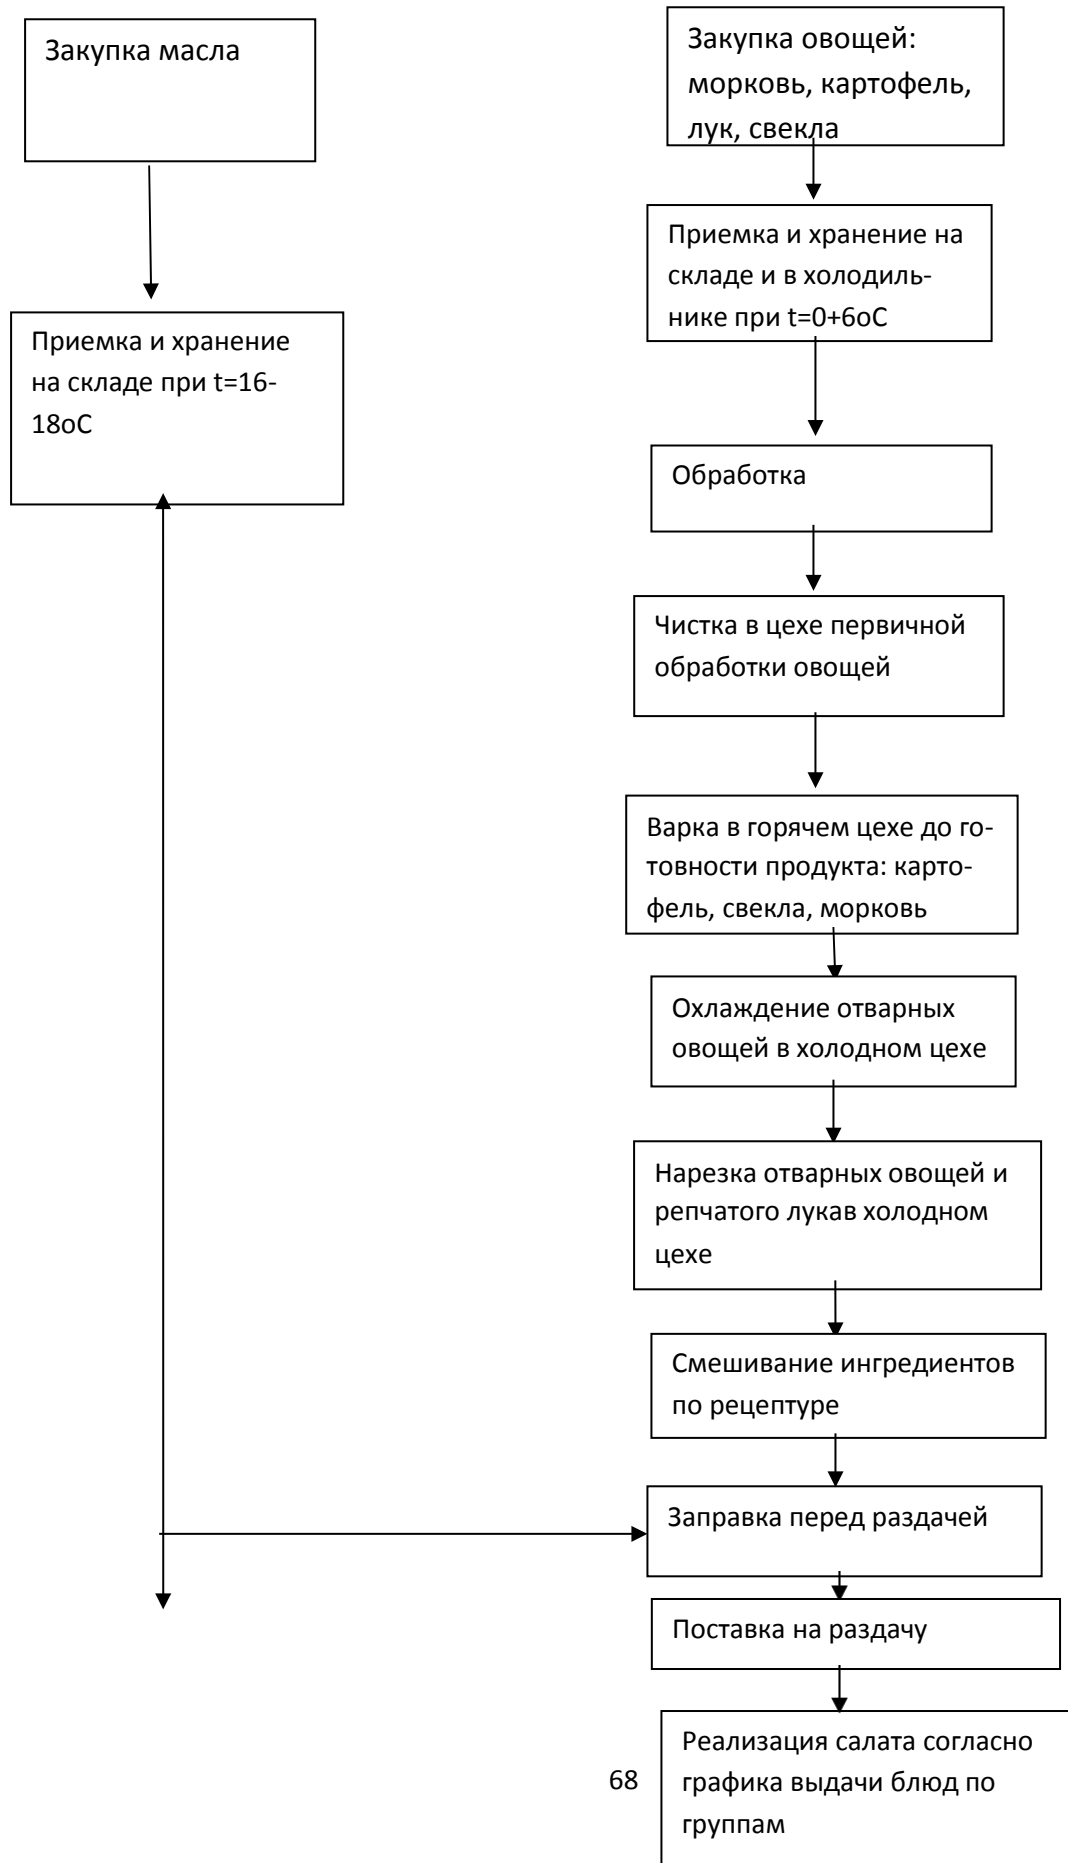 Закупка масла
Закупка овощей:
морковь, картофель,
лук, свекла
Приемка и хранение на
складе и в холодиль-
нике при t=0+6оС
Приемка и хранение
на складе при t=16-
18оС
Обработка
Чистка в цехе первичной
обработки овощей
Варка в горячем цехе до го-
товности продукта: карто-
фель, свекла, морковь
Охлаждение отварных
овощей в холодном цехе
Нарезка отварных овощей и
репчатого лукав холодном
цехе
Смешивание ингредиентов
по рецептуре
Заправка перед раздачей
Поставка на раздачу
Реализация салата согласно
графика выдачи блюд по
группам
68